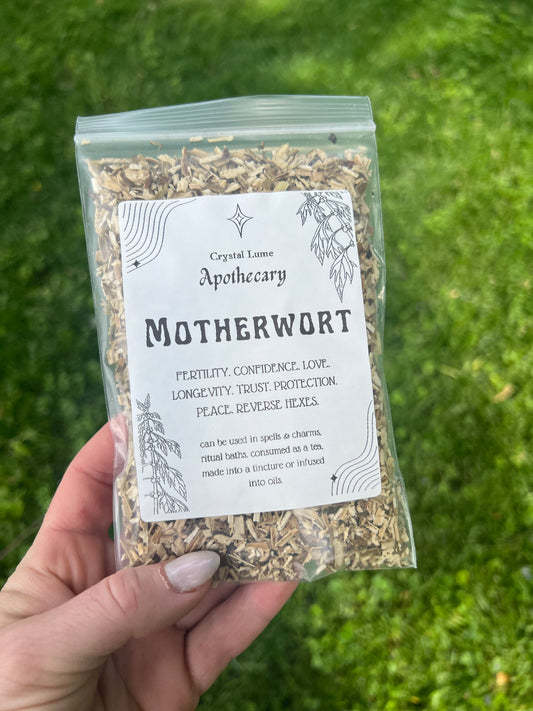 Crystal Lume
Apothecary
MOTHERWORT
FERTILITY. CONFIDENCE. LOVE.
LONGEVITY. TRUST. PROTECTION.
PEACE. REVERSE HEXES.
can be used in spells & charms,
ritual baths, consumed as a tea,
made into a tincture or infused
into oils.